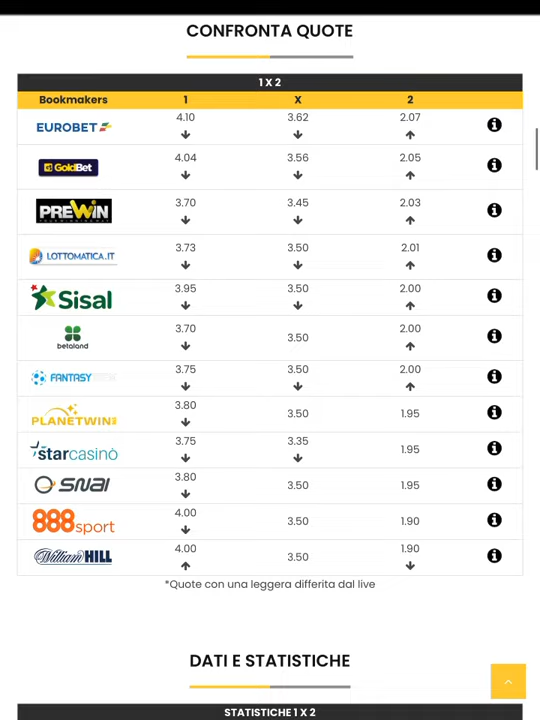 CONFRONTA QUOTE
1 X 2
Bookmakers 1 X 2
EUROBET 4.10 3.62 2.07
GoldBet 4.04 3.56 2.05
PREWIN 3.70 3.45 2.03
LOTTOMATICA.IT 3.73 3.50 2.01
Sisal 3.95 3.50 2.00
betaland 3.70 3.50 2.00
FANTASY 3.75 3.50 2.00
PLANETWIN 3.80 3.50 1.95
starcasinò 3.75 3.35 1.95
SNAI 3.80 3.50 1.95
888sport 4.00 3.50 1.90
William HILL 4.00 3.50 1.90
*Quote con una leggera differita dal live
DATI E STATISTICHE
STATISTICHE 1 X 2